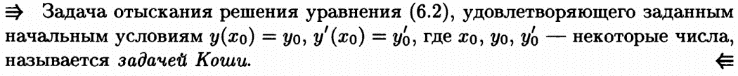 ⇛ Задача отыскания решения уравнения (6.2), удовлетворяющего заданным
начальным условиям y(x₀) = y₀, y′(x₀) = y′₀, где x₀, y₀, y′₀ — некоторые числа,
называется задачей Коши. ⇚